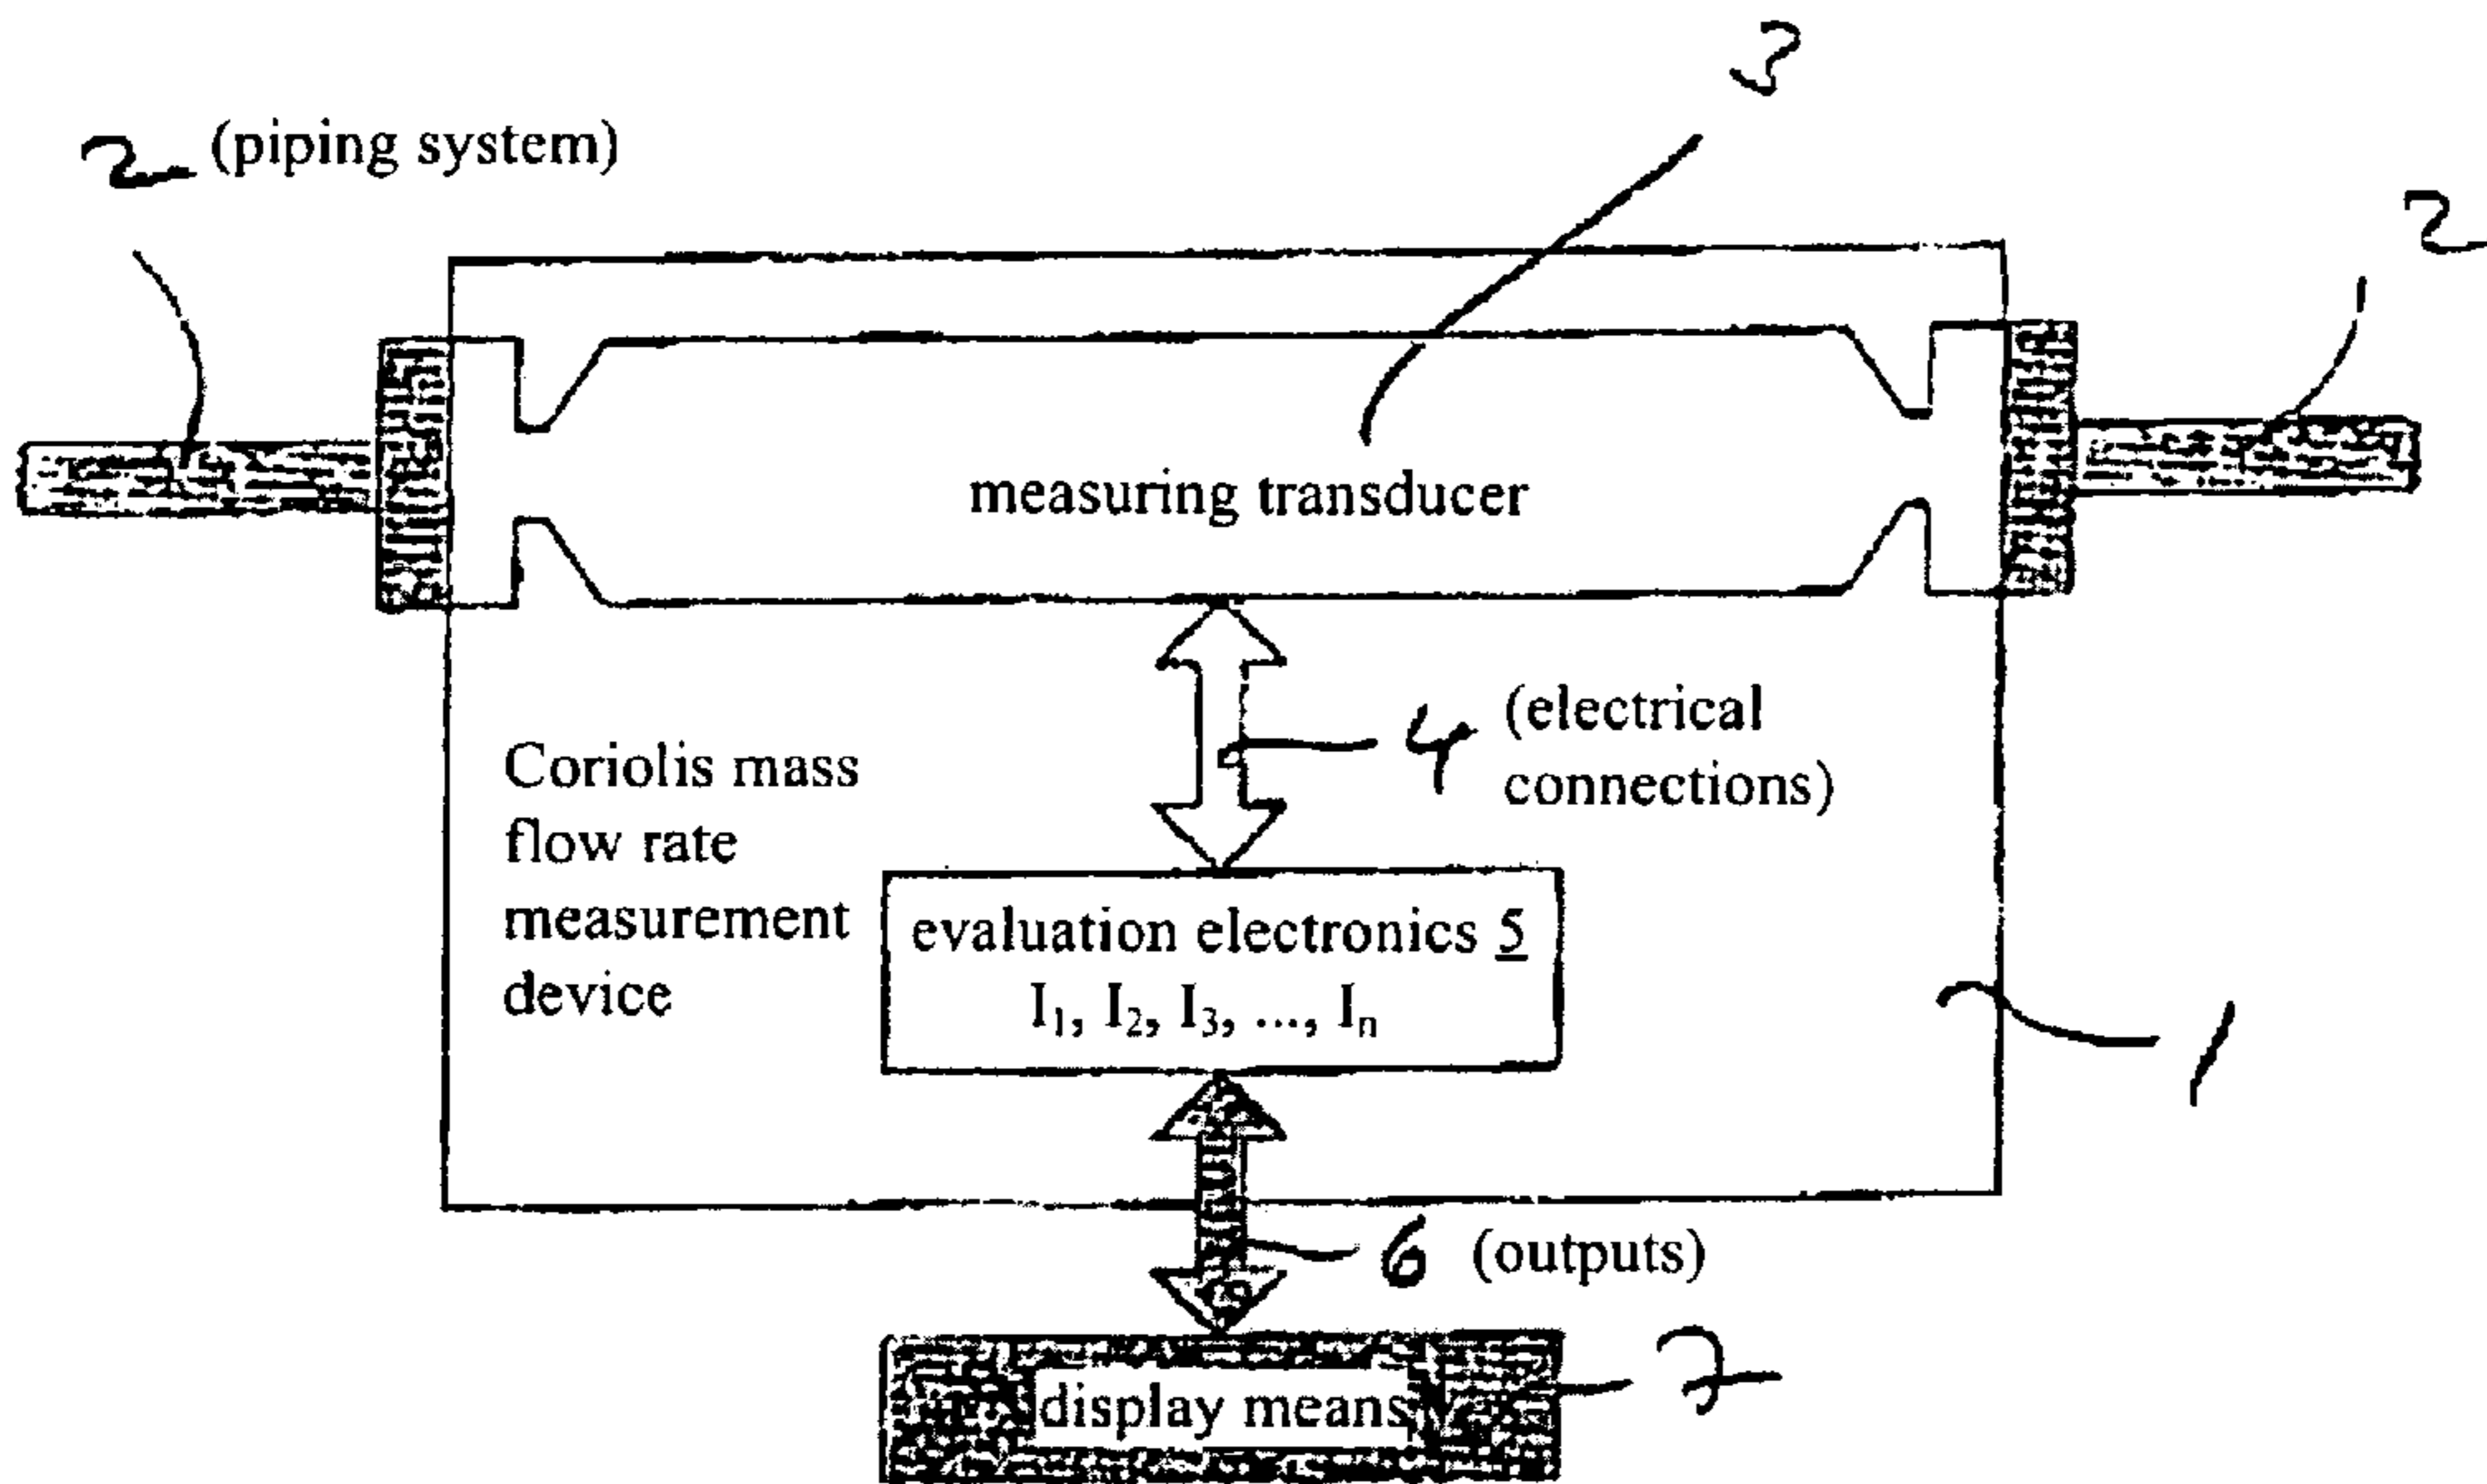 3
2 (piping system)
2
measuring transducer
4 (electrical
connections)
Coriolis mass
flow rate
measurement
device
evaluation electronics 5
I₁, I₂, I₃, ..., Iₙ
1
6 (outputs)
display means
7